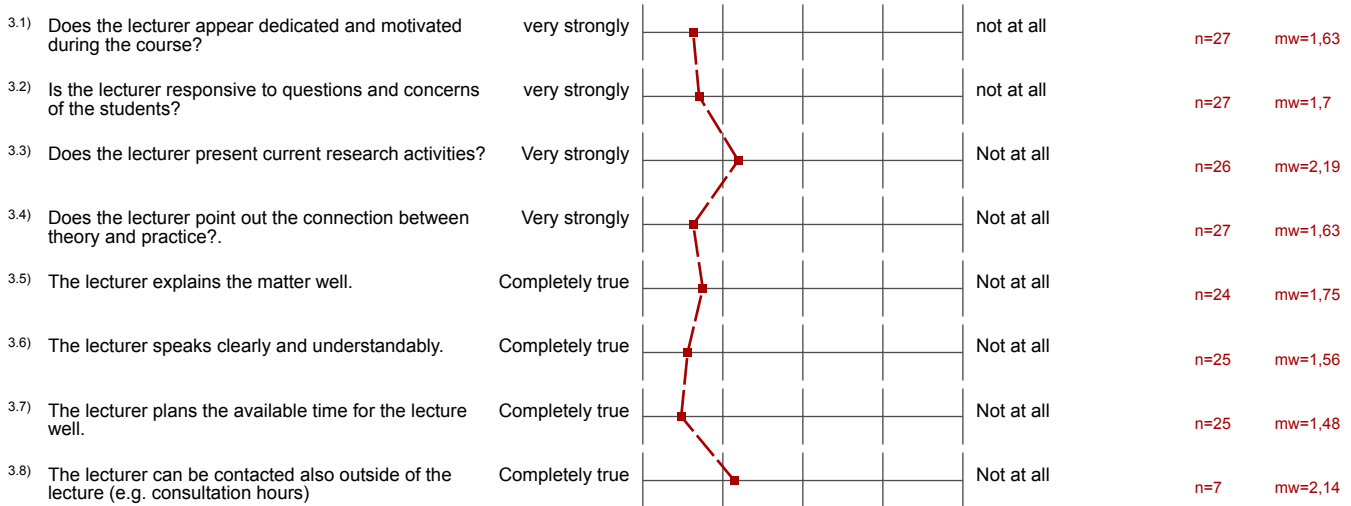 3.1) Does the lecturer appear dedicated and motivated during the course? very strongly not at all n=27 mw=1,63
3.2) Is the lecturer responsive to questions and concerns of the students? very strongly not at all n=27 mw=1,7
3.3) Does the lecturer present current research activities? Very strongly Not at all n=26 mw=2,19
3.4) Does the lecturer point out the connection between theory and practice?. Very strongly Not at all n=27 mw=1,63
3.5) The lecturer explains the matter well. Completely true Not at all n=24 mw=1,75
3.6) The lecturer speaks clearly and understandably. Completely true Not at all n=25 mw=1,56
3.7) The lecturer plans the available time for the lecture well. Completely true Not at all n=25 mw=1,48
3.8) The lecturer can be contacted also outside of the lecture (e.g. consultation hours) Completely true Not at all n=7 mw=2,14